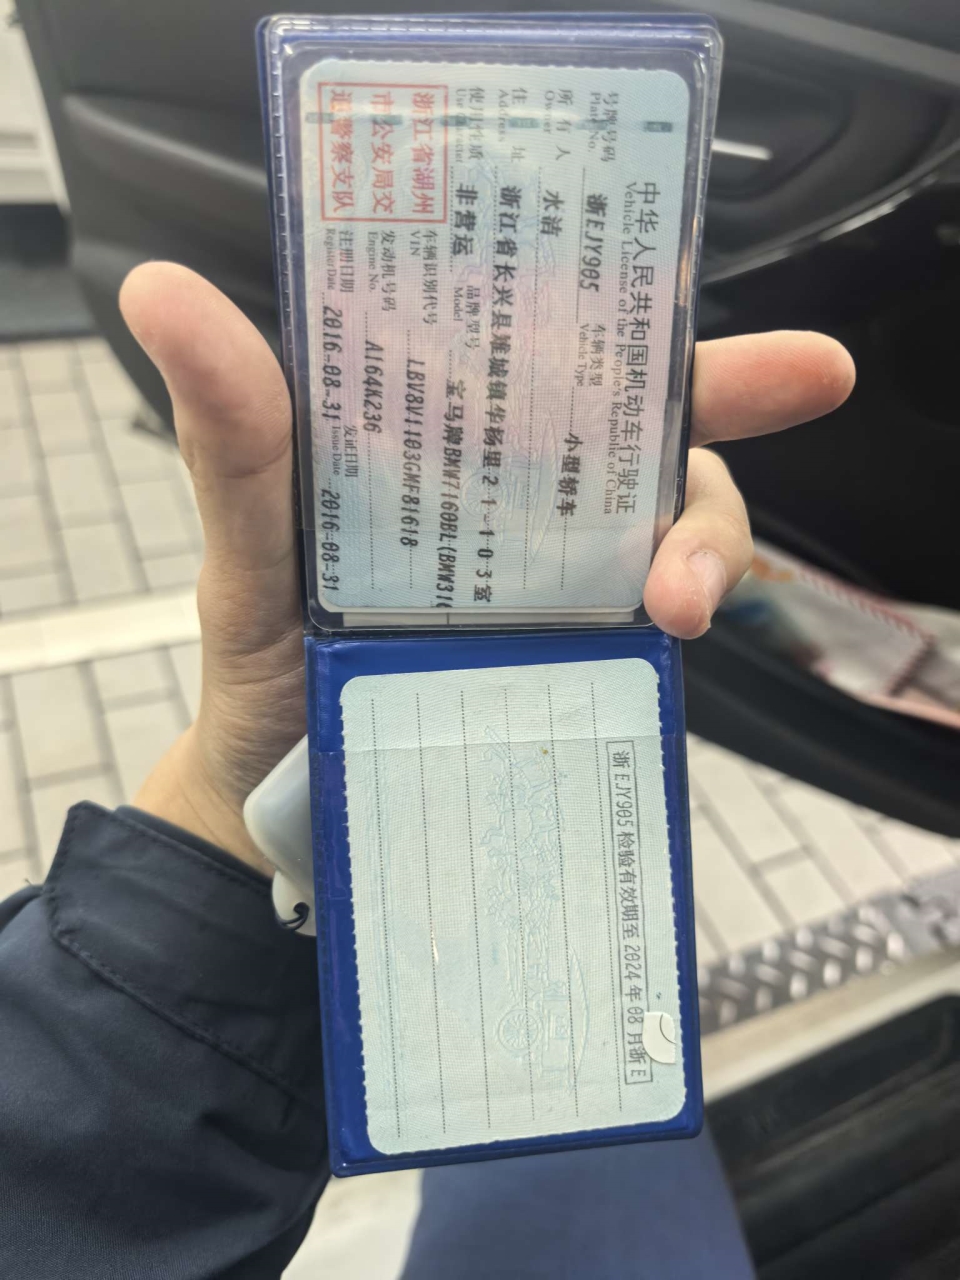 中华人民共和国机动车行驶证
Vehicle License of the People's Republic of China
号牌号码 浙EJY905 车辆类型 小型轿车
Plate No. Vehicle Type
所有人 水洁
Owner
住址 浙江省长兴县雉城镇华杨里21-103室
Address
使用性质 非营运 品牌型号 宝马牌BMW7160BL(BMW31
Model
浙江省湖州
市公安局交
通警察支队
车辆识别代号 LBV8V1103GMF81618
VIN
发动机号码 A164K236
Engine No.
注册日期 2016-08-31 发证日期 2016-08-31
Register Date Issue Date
浙EJY905 检验有效期至2024年08月浙E